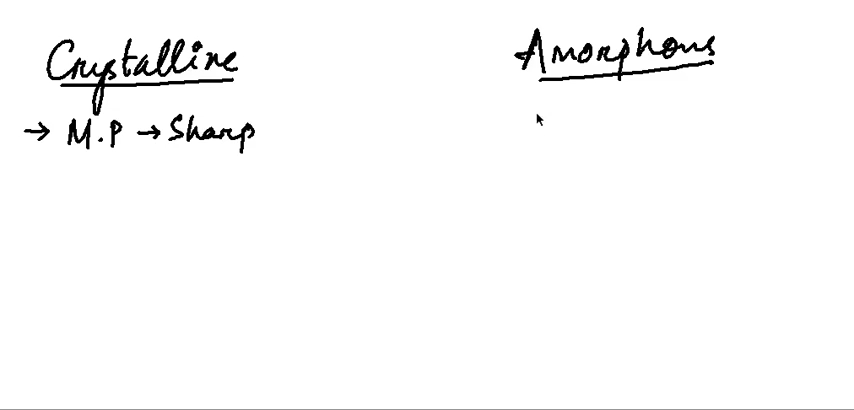 Crystalline
Amorphous
→ M.P → Sharp